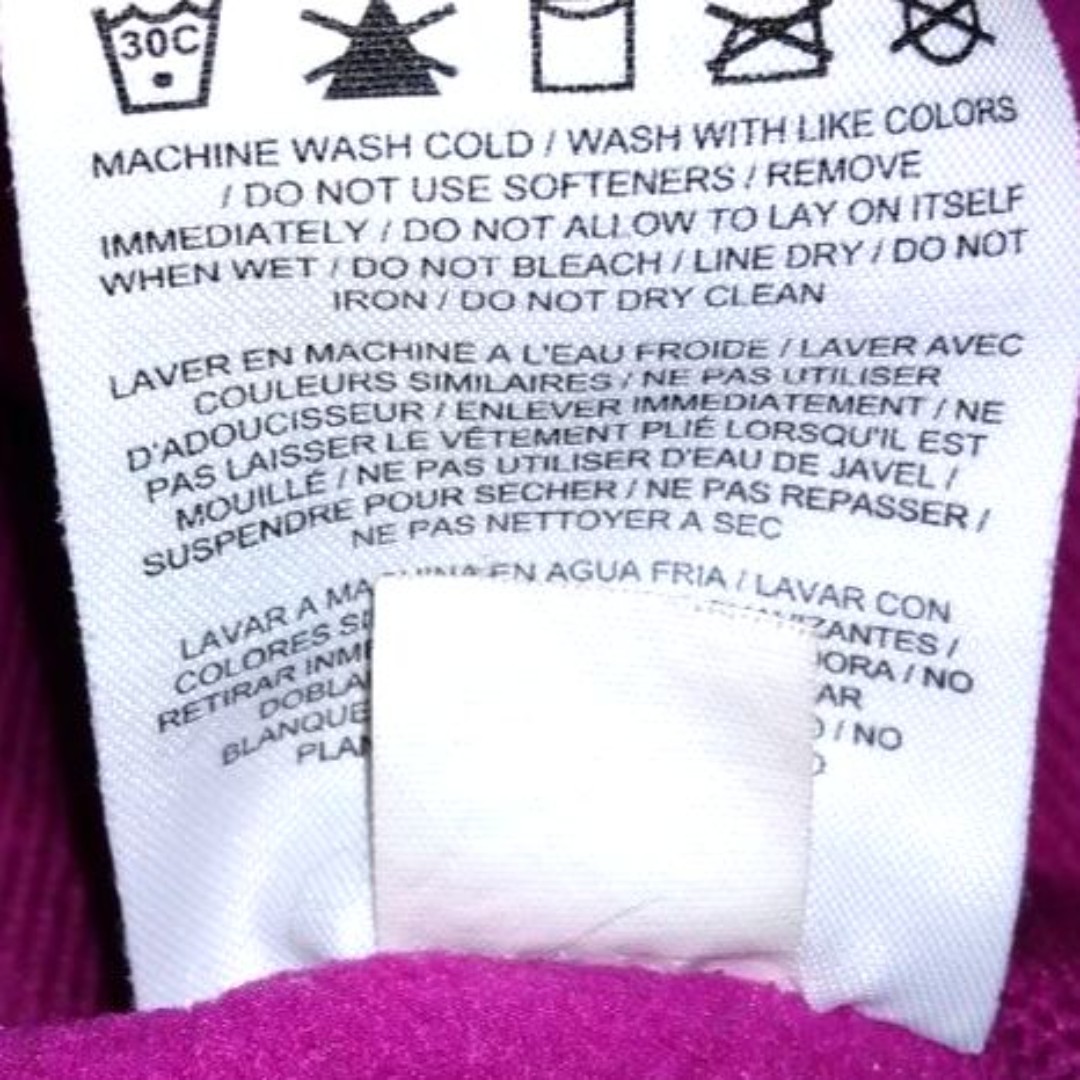 30C
MACHINE WASH COLD / WASH WITH LIKE COLORS
/ DO NOT USE SOFTENERS / REMOVE
IMMEDIATELY / DO NOT ALLOW TO LAY ON ITSELF
WHEN WET / DO NOT BLEACH / LINE DRY / DO NOT
IRON / DO NOT DRY CLEAN
LAVER EN MACHINE A L'EAU FROIDE / LAVER AVEC
COULEURS SIMILAIRES / NE PAS UTILISER
D'ADOUCISSEUR / ENLEVER IMMEDIATEMENT / NE
PAS LAISSER LE VÊTEMENT PLIÉ LORSQU'IL EST
MOUILLÉ / NE PAS UTILISER D'EAU DE JAVEL /
SUSPENDRE POUR SECHER / NE PAS REPASSER /
NE PAS NETTOYER A SEC
LAVAR A EN AGUA FRIA / LAVAR CON
COLORES /
RETIRAR / NO
/ NO